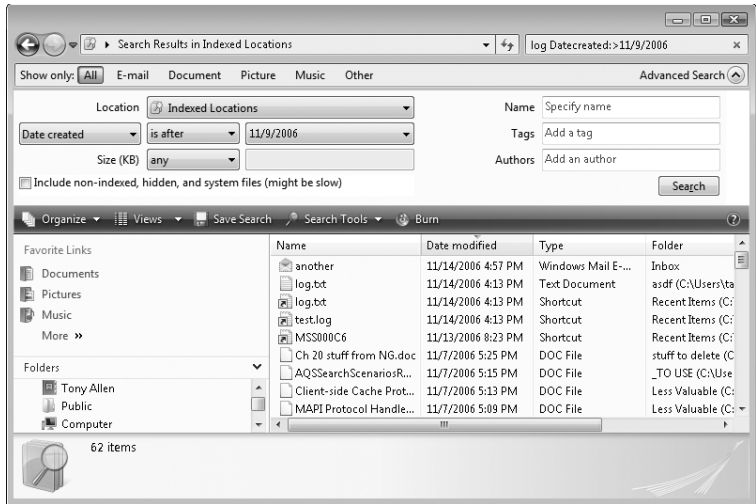 Search Results in Indexed Locations
log Datecreated:>11/9/2006
Show only: All E-mail Document Picture Music Other Advanced Search
Location Indexed Locations Name Specify name
Date created is after 11/9/2006 Tags Add a tag
Size (KB) any Authors Add an author
Include non-indexed, hidden, and system files (might be slow) Search
Organize Views Save Search Search Tools Burn
Favorite Links
Documents
Pictures
Music
More »
Folders
Tony Allen
Public
Computer
Name Date modified Type Folder
another 11/14/2006 4:57 PM Windows Mail E-... Inbox
log.txt 11/14/2006 4:13 PM Text Document asdf (C:\Users\ta
log.txt 11/14/2006 4:13 PM Shortcut Recent Items (C:
test.log 11/14/2006 4:13 PM Shortcut Recent Items (C:
MSS000C6 11/13/2006 8:23 PM Shortcut Recent Items (C:
Ch 20 stuff from NG.doc 11/7/2006 5:25 PM DOC File stuff to delete (C
AQSSearchScenariosR... 11/7/2006 5:15 PM DOC File _TO USE (C:\Use
Client-side Cache Prot... 11/7/2006 5:13 PM DOC File Less Valuable (C:
MAPI Protocol Handle... 11/7/2006 5:09 PM DOC File Less Valuable (C:
62 items